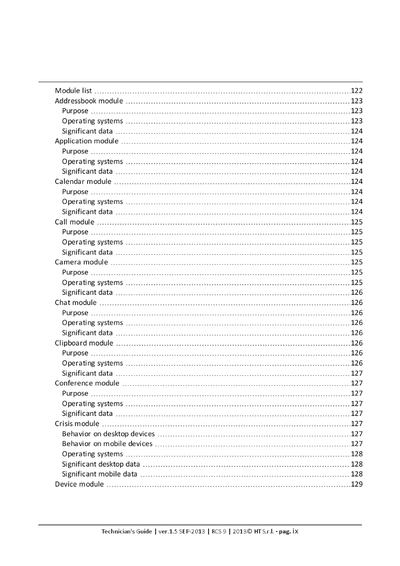 Module list ........ 122
Addressbook module ........ 123
Purpose ........ 123
Operating systems ........ 123
Significant data ........ 124
Application module ........ 124
Purpose ........ 124
Operating systems ........ 124
Significant data ........ 124
Calendar module ........ 124
Purpose ........ 124
Operating systems ........ 124
Significant data ........ 124
Call module ........ 125
Purpose ........ 125
Operating systems ........ 125
Significant data ........ 125
Camera module ........ 125
Purpose ........ 125
Operating systems ........ 125
Significant data ........ 126
Chat module ........ 126
Purpose ........ 126
Operating systems ........ 126
Significant data ........ 126
Clipboard module ........ 126
Purpose ........ 126
Operating systems ........ 126
Significant data ........ 127
Conference module ........ 127
Purpose ........ 127
Operating systems ........ 127
Significant data ........ 127
Crisis module ........ 127
Behavior on desktop devices ........ 127
Behavior on mobile devices ........ 127
Operating systems ........ 128
Significant desktop data ........ 128
Significant mobile data ........ 128
Device module ........ 129
Technician's Guide | ver.1.5 SEP-2013 | RCS 9 | 2013© HT S.r.l. - pag. ix